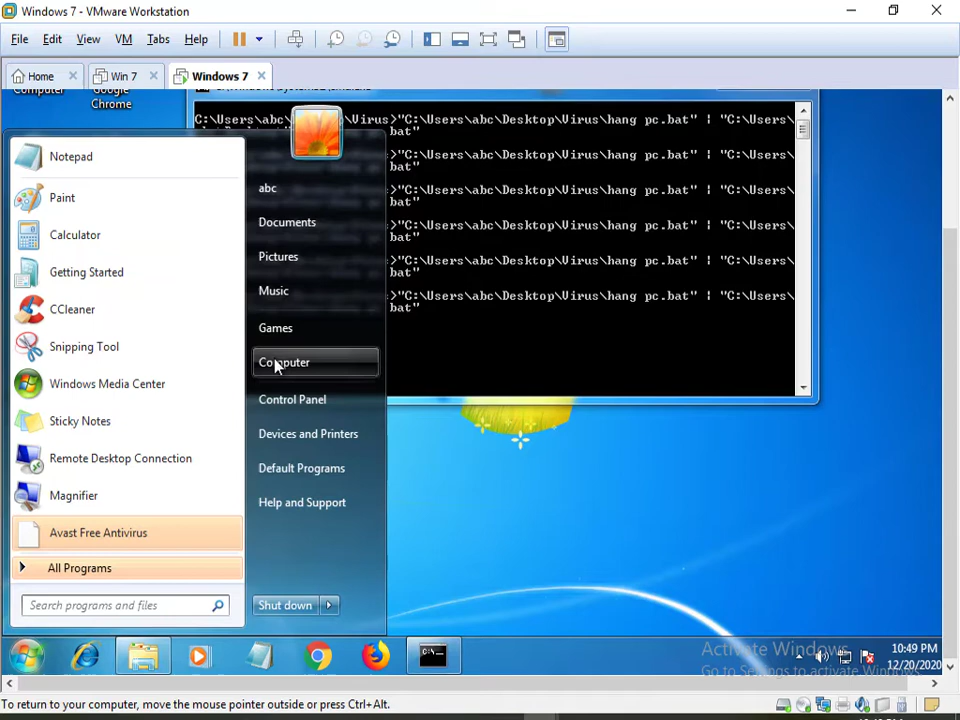 Windows 7 - VMware Workstation
File Edit View VM Tabs Help
Home Win 7 Windows 7
Computer
Google
Chrome
C:\Users\abc Virus>"C:\Users\abc\Desktop\Virus\hang pc.bat" | "C:\Users\
bat"
>"C:\Users\abc\Desktop\Virus\hang pc.bat" | "C:\Users\
bat"
>"C:\Users\abc\Desktop\Virus\hang pc.bat" | "C:\Users\
bat"
>"C:\Users\abc\Desktop\Virus\hang pc.bat" | "C:\Users\
bat"
>"C:\Users\abc\Desktop\Virus\hang pc.bat" | "C:\Users\
bat"
>"C:\Users\abc\Desktop\Virus\hang pc.bat" | "C:\Users\
bat"
Notepad
Paint
Calculator
Getting Started
CCleaner
Snipping Tool
Windows Media Center
Sticky Notes
Remote Desktop Connection
Magnifier
Avast Free Antivirus
All Programs
Search programs and files
abc
Documents
Pictures
Music
Games
Computer
Control Panel
Devices and Printers
Default Programs
Help and Support
Shut down
C:\
Activate Windows
Go to Settings to activate Windows
10:49 PM
12/20/2020
To return to your computer, move the mouse pointer outside or press Ctrl+Alt.